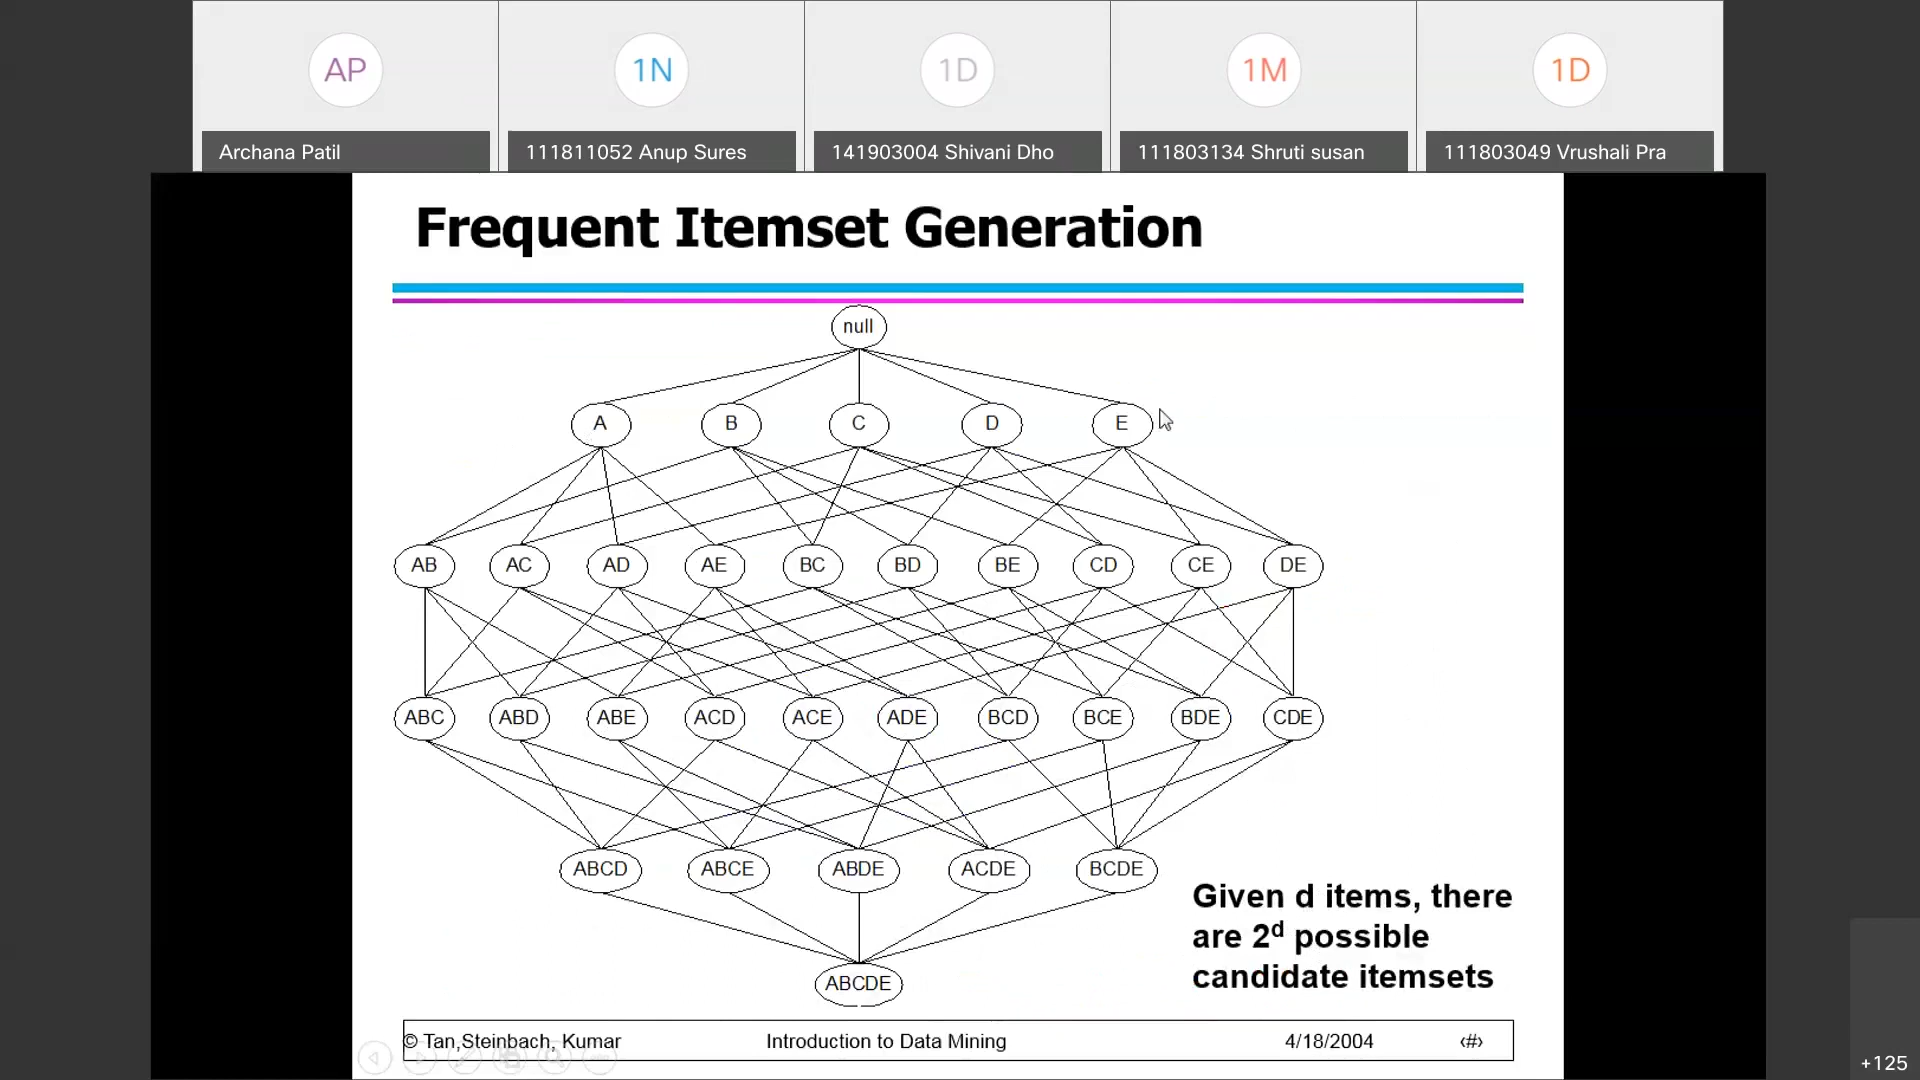 AP
1N
1D
1M
1D
Archana Patil
111811052 Anup Sures
141903004 Shivani Dho
111803134 Shruti susan
111803049 Vrushali Pra
Frequent Itemset Generation
null
A B C D E
AB AC AD AE BC BD BE CD CE DE
ABC ABD ABE ACD ACE ADE BCD BCE BDE CDE
ABCD ABCE ABDE ACDE BCDE
ABCDE
Given d items, there
are 2ᵈ possible
candidate itemsets
© Tan,Steinbach, Kumar Introduction to Data Mining 4/18/2004 ‹#›
+125